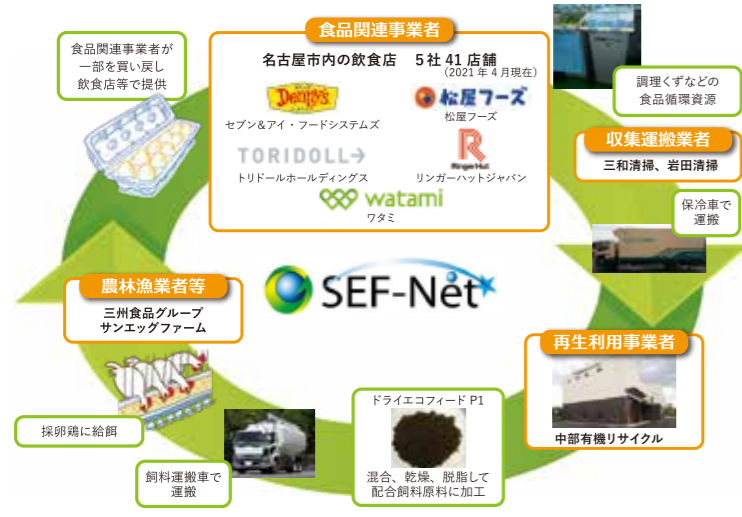 食品関連事業者
名古屋市内の飲食店 5社41店舗
（2021年4月現在）
Denny's
セブン&アイ・フードシステムズ
松屋フーズ
松屋フーズ
TORIDOLL
トリドールホールディングス
RingerHut
リンガーハットジャパン
watami
ワタミ
調理くずなどの
食品循環資源
収集運搬業者
三和清掃、岩田清掃
保冷車で
運搬
再生利用事業者
中部有機リサイクル
ドライエコフィード P1
混合、乾燥、脱脂して
配合飼料原料に加工
飼料運搬車で
運搬
採卵鶏に給餌
農林漁業者等
三州食品グループ
サンエッグファーム
食品関連事業者が
一部を買い戻し
飲食店等で提供
SEF-Net